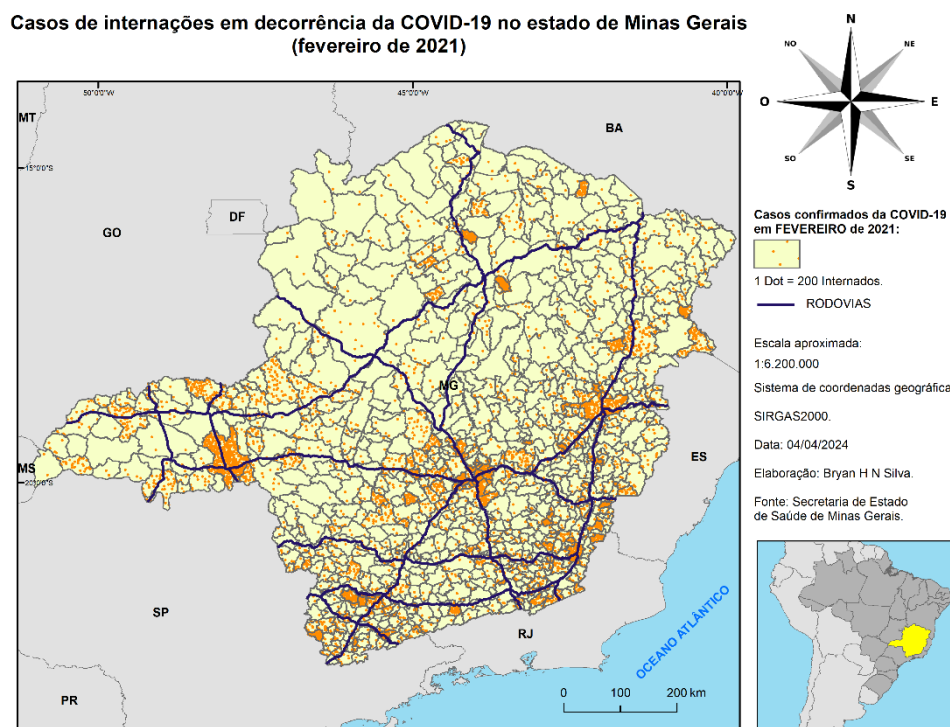 Casos de internações em decorrência da COVID-19 no estado de Minas Gerais
(fevereiro de 2021)
N
NO
NE
O
E
SO
SE
S
50°0'0"O
45°0'0"O
40°0'0"O
MT
BA
15°0'0"S
DF
GO
MG
MS
20°0'0"S
ES
SP
RJ
PR
OCEANO ATLÂNTICO
0 100 200 km
Casos confirmados da COVID-19
em FEVEREIRO de 2021:
1 Dot = 200 Internados.
RODOVIAS
Escala aproximada:
1:6.200.000
Sistema de coordenadas geográfica
SIRGAS2000.
Data: 04/04/2024
Elaboração: Bryan H N Silva.
Fonte: Secretaria de Estado
de Saúde de Minas Gerais.